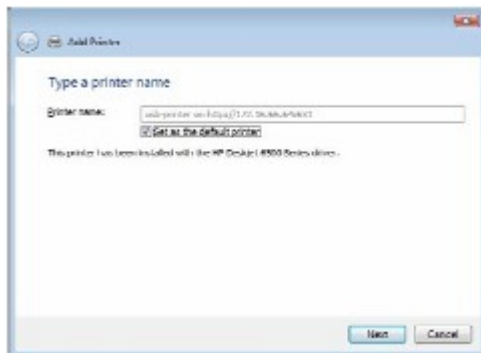 Add Printer
Type a printer name
Printer name:
Set as the default printer
This printer has been installed with the HP Deskjet Series driver.
Next
Cancel